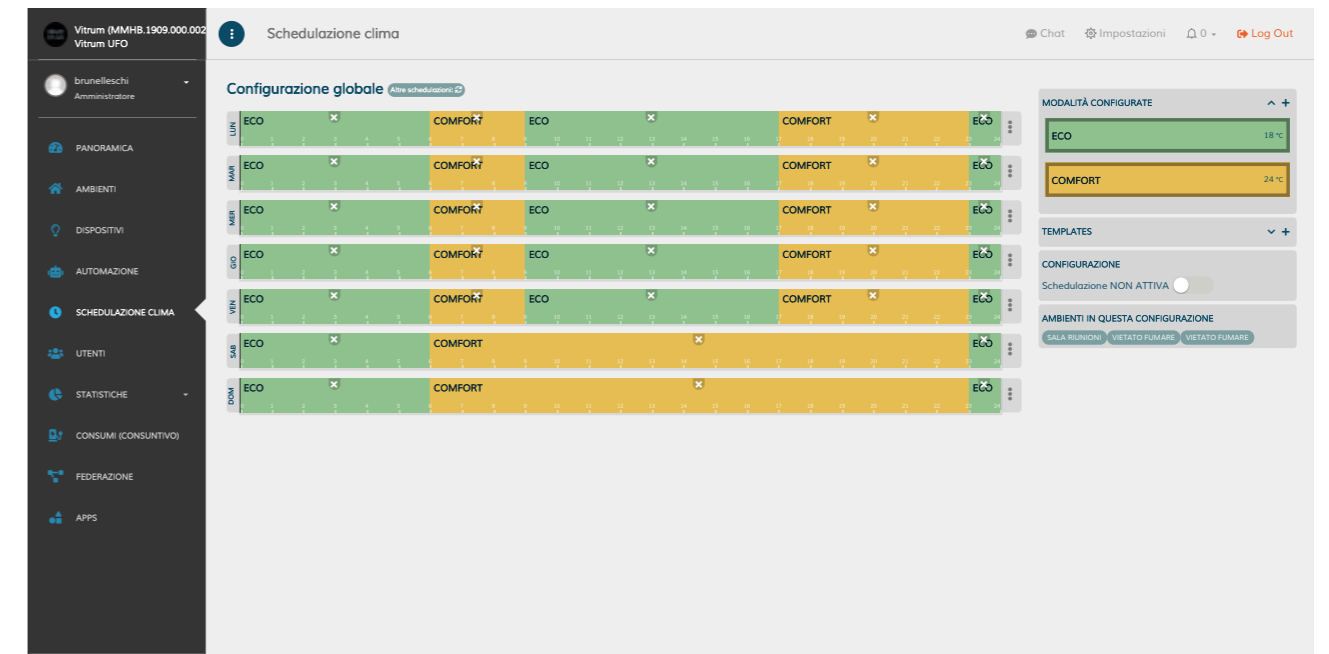 Vitrum (MMHB.1909.000.002
Vitrum UFO
Schedulazione clima
Chat
Impostazioni
0
Log Out
brunelleschi
Amministratore
PANORAMICA
AMBIENTI
DISPOSITIVI
AUTOMAZIONE
SCHEDULAZIONE CLIMA
UTENTI
STATISTICHE
CONSUMI (CONSUNTIVO)
FEDERAZIONE
APPS
Configurazione globale Altre schedulazioni:
LUN ECO COMFORT ECO COMFORT ECO
MAR ECO COMFORT ECO COMFORT ECO
MER ECO COMFORT ECO COMFORT ECO
GIO ECO COMFORT ECO COMFORT ECO
VEN ECO COMFORT ECO COMFORT ECO
SAB ECO COMFORT ECO
DOM ECO COMFORT ECO
MODALITÀ CONFIGURATE
ECO 18 °C
COMFORT 24 °C
TEMPLATES
CONFIGURAZIONE
Schedulazione NON ATTIVA
AMBIENTI IN QUESTA CONFIGURAZIONE
SALA RIUNIONI VIETATO FUMARE VIETATO FUMARE